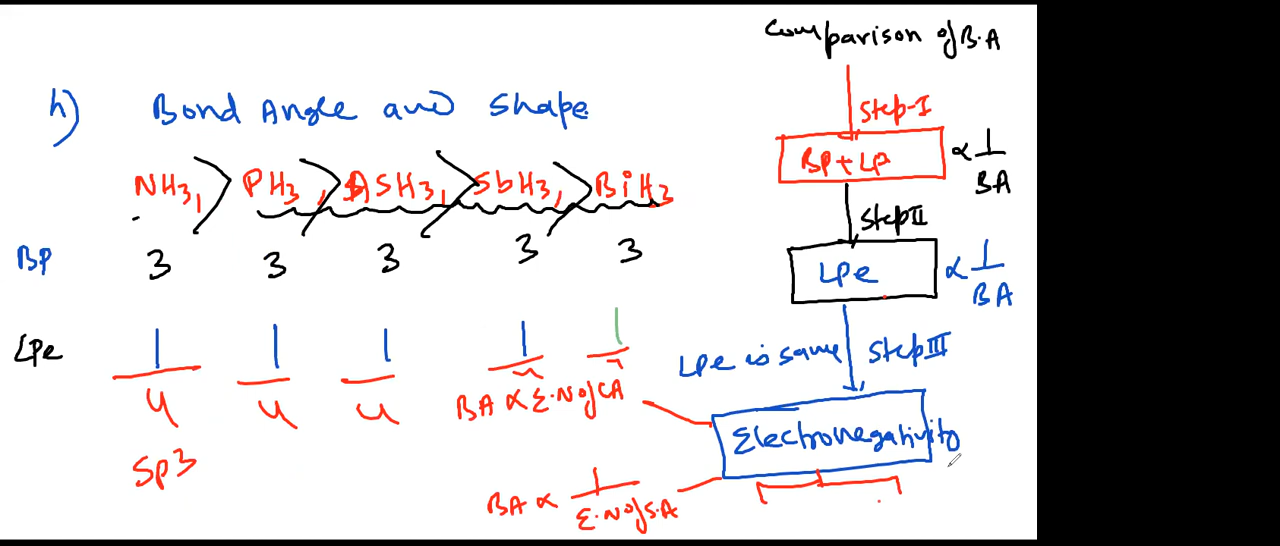 Comparison of B.A
h) Bond Angle and Shape
Step-I
BP + LP ∝ 1/BA
NH3, > PH3, > ASH3, > SbH3, > BiH3
Step II
BP 3 3 3 3 3
LPe ∝ 1/BA
LPe 1 1 1 1 1
LPe is same Step III
4 4 4 4 4
BA ∝ E.N of CA
Electronegativity
SP3
BA ∝ 1/E.N of S.A